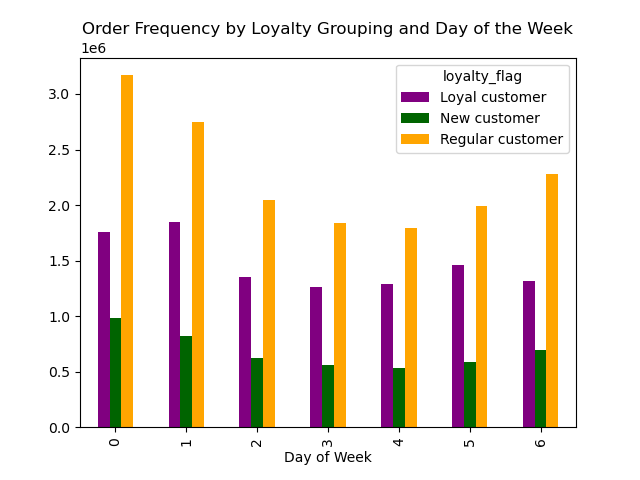 Order Frequency by Loyalty Grouping and Day of the Week
1e6
loyalty_flag
Loyal customer
New customer
Regular customer
3.0
2.5
2.0
1.5
1.0
0.5
0.0
0 1 2 3 4 5 6
Day of Week